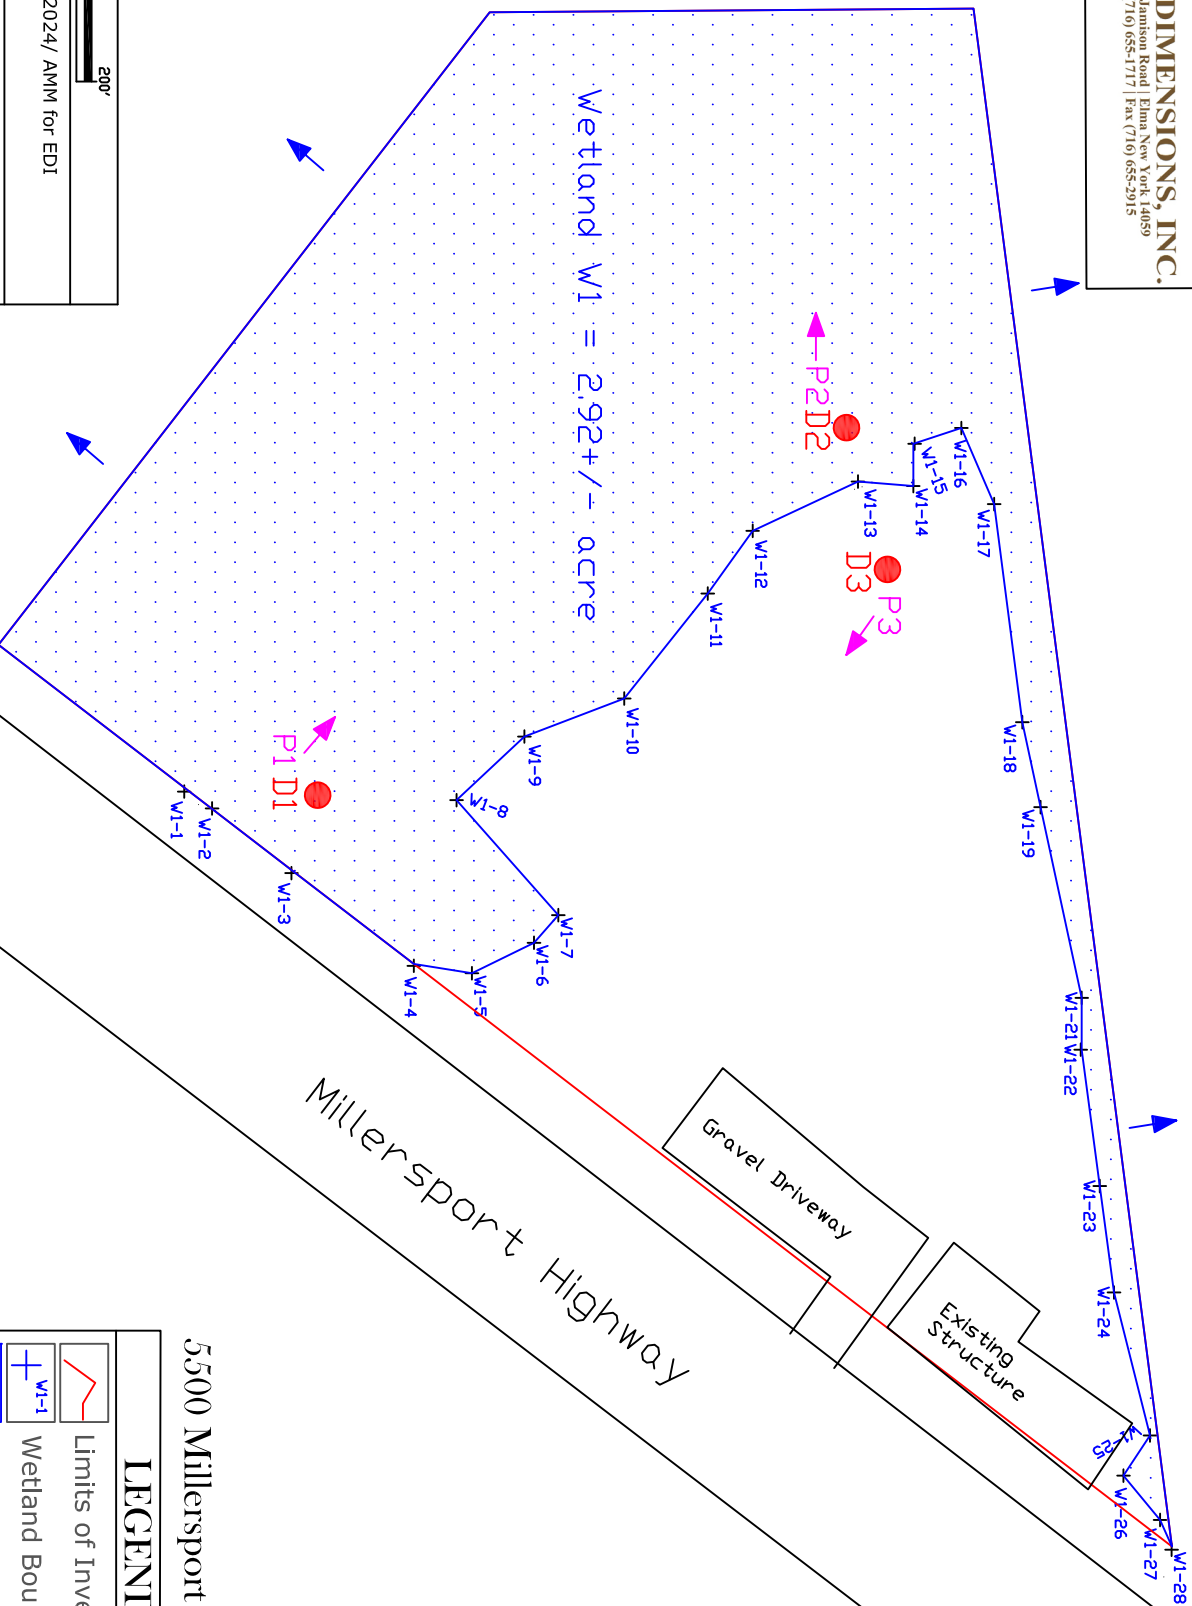 DIMENSIONS, INC.
Jamison Road | Elma New York 14059
716) 655-1717 | Fax (716) 655-2915
200'
2024/ AMM for EDI
Wetland W1 = 2.92+/- acre
P2
D2
D3
P3
P1
D1
W1-1
W1-2
W1-3
W1-4
W1-5
W1-6
W1-7
W1-8
W1-9
W1-10
W1-11
W1-12
W1-13
W1-14
W1-15
W1-16
W1-17
W1-18
W1-19
W1-21
W1-22
W1-23
W1-24
W1-25
W1-26
W1-27
W1-28
Gravel Driveway
Existing
Structure
Millersport Highway
5500 Millersport
LEGEND
Limits of Inve
W1-1
Wetland Bou